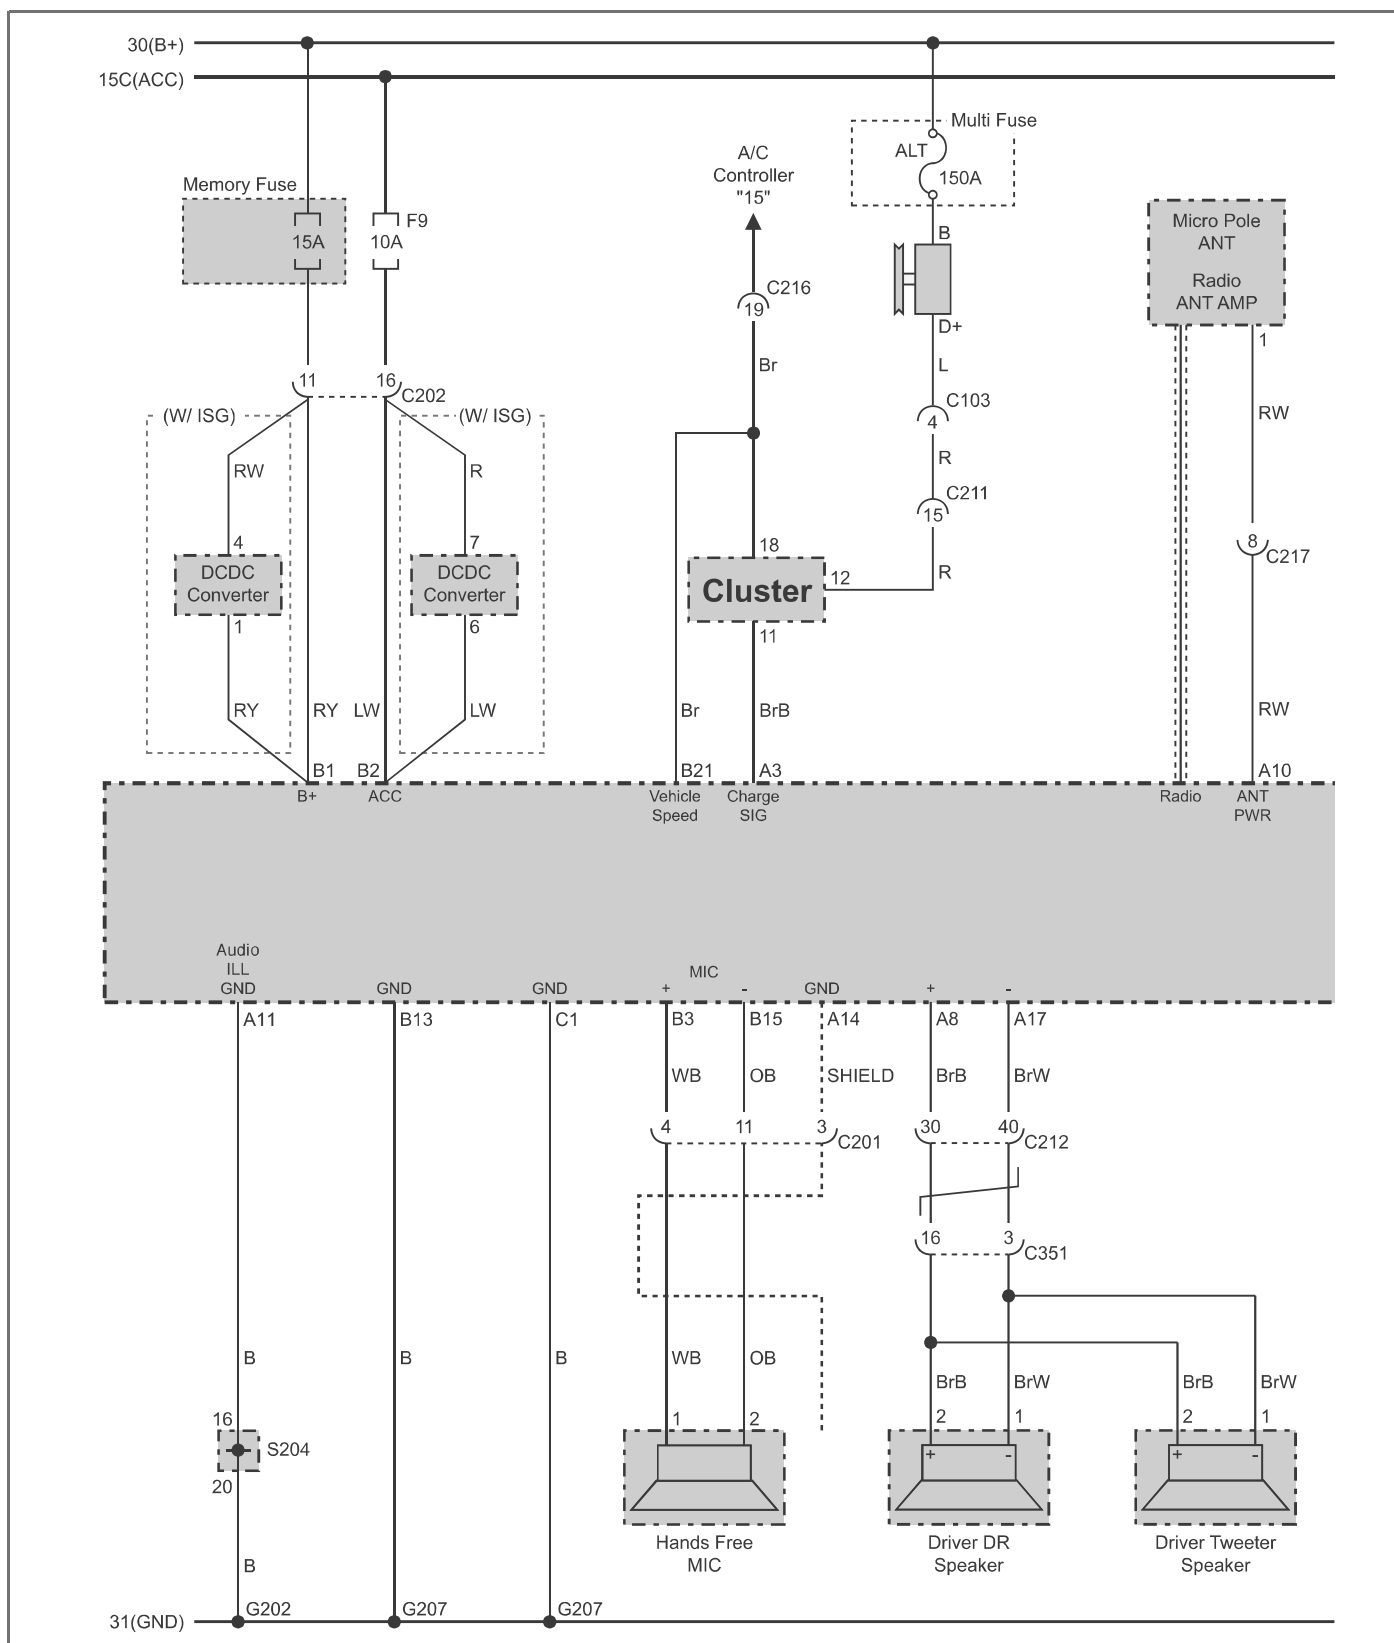 30(B+)
15C(ACC)
Multi Fuse
ALT
150A
A/C
Controller
"15"
Memory Fuse
15A
F9
10A
Micro Pole
ANT
Radio
ANT AMP
B
D+
1
C216
19
Br
L
C103
4
R
C211
15
R
11
16
C202
(W/ ISG)
(W/ ISG)
RW
R
RW
4
DCDC
Converter
1
7
DCDC
Converter
6
18
Cluster
12
11
8
C217
RY
RY
LW
LW
Br
BrB
RW
B1
B2
B21
A3
A10
B+
ACC
Vehicle
Speed
Charge
SIG
Radio
ANT
PWR
Audio
ILL
GND
GND
GND
MIC
+
-
GND
+
-
A11
B13
C1
B3
B15
A14
A8
A17
WB
OB
SHIELD
BrB
BrW
4
11
3
C201
30
40
C212
16
3
C351
B
B
B
WB
OB
BrB
BrW
BrB
BrW
16
S204
20
1
2
2
1
2
1
+
-
+
-
Hands Free
MIC
Driver DR
Speaker
Driver Tweeter
Speaker
B
G202
G207
G207
31(GND)